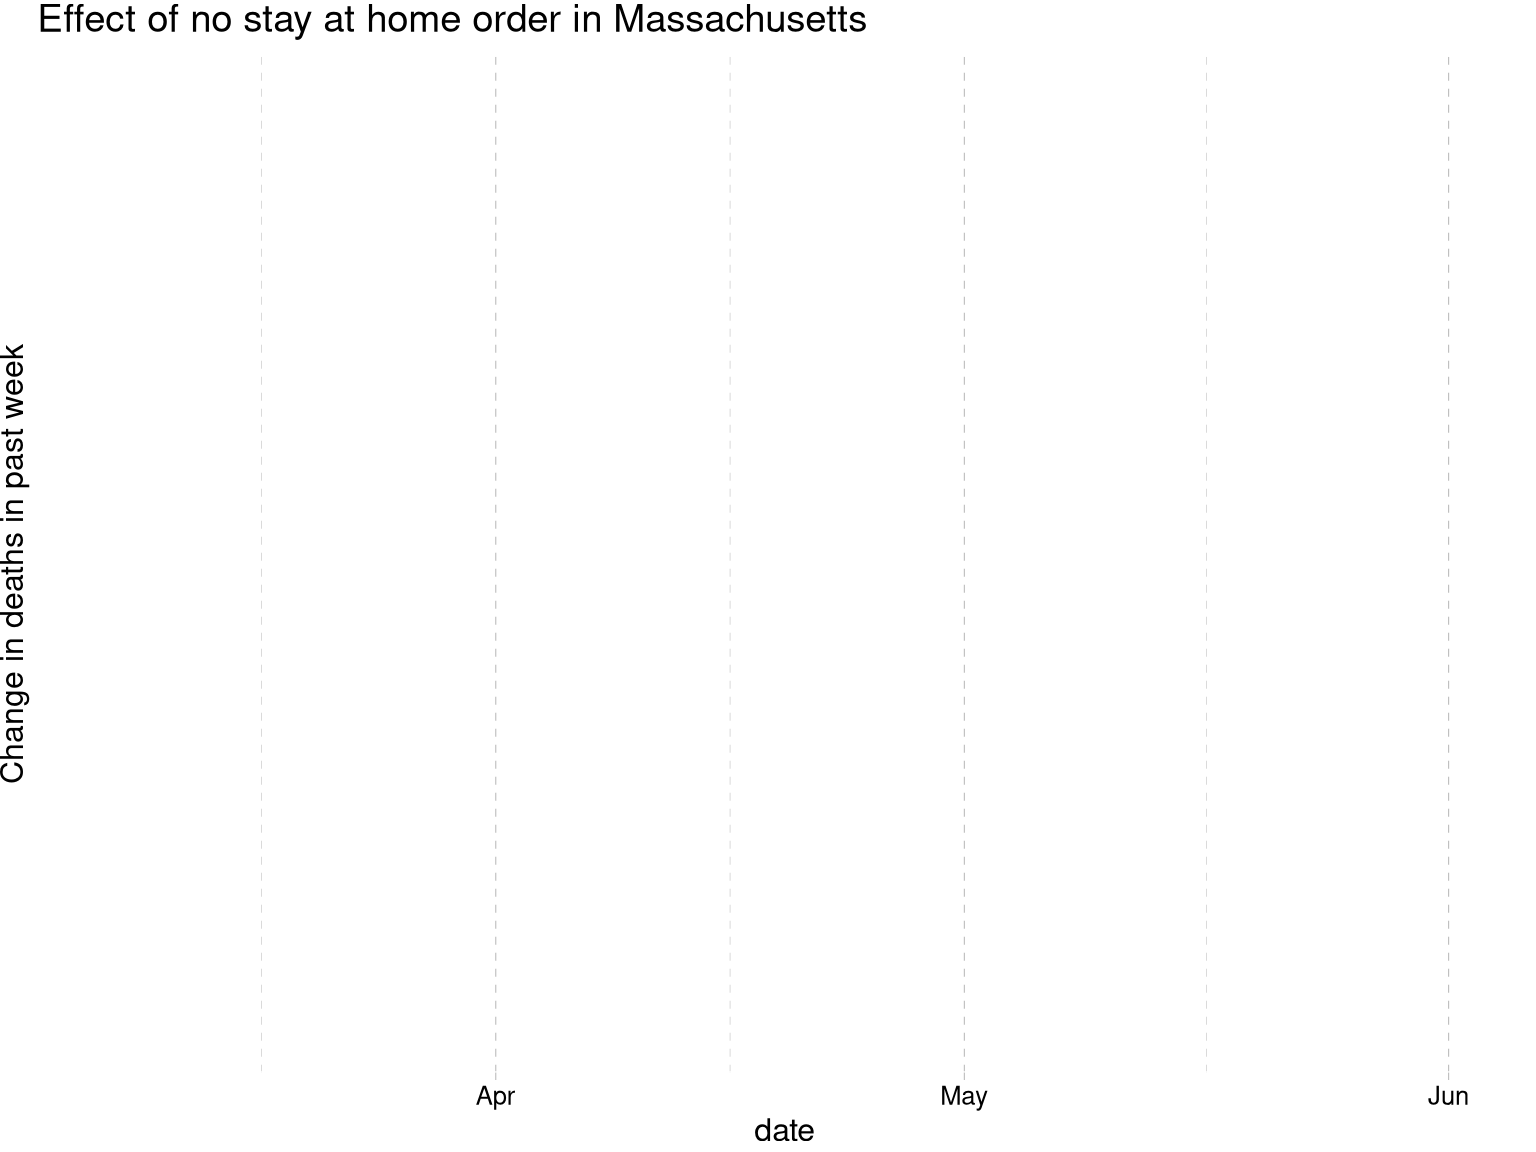 Effect of no stay at home order in Massachusetts
Change in deaths in past week
Apr
May
Jun
date